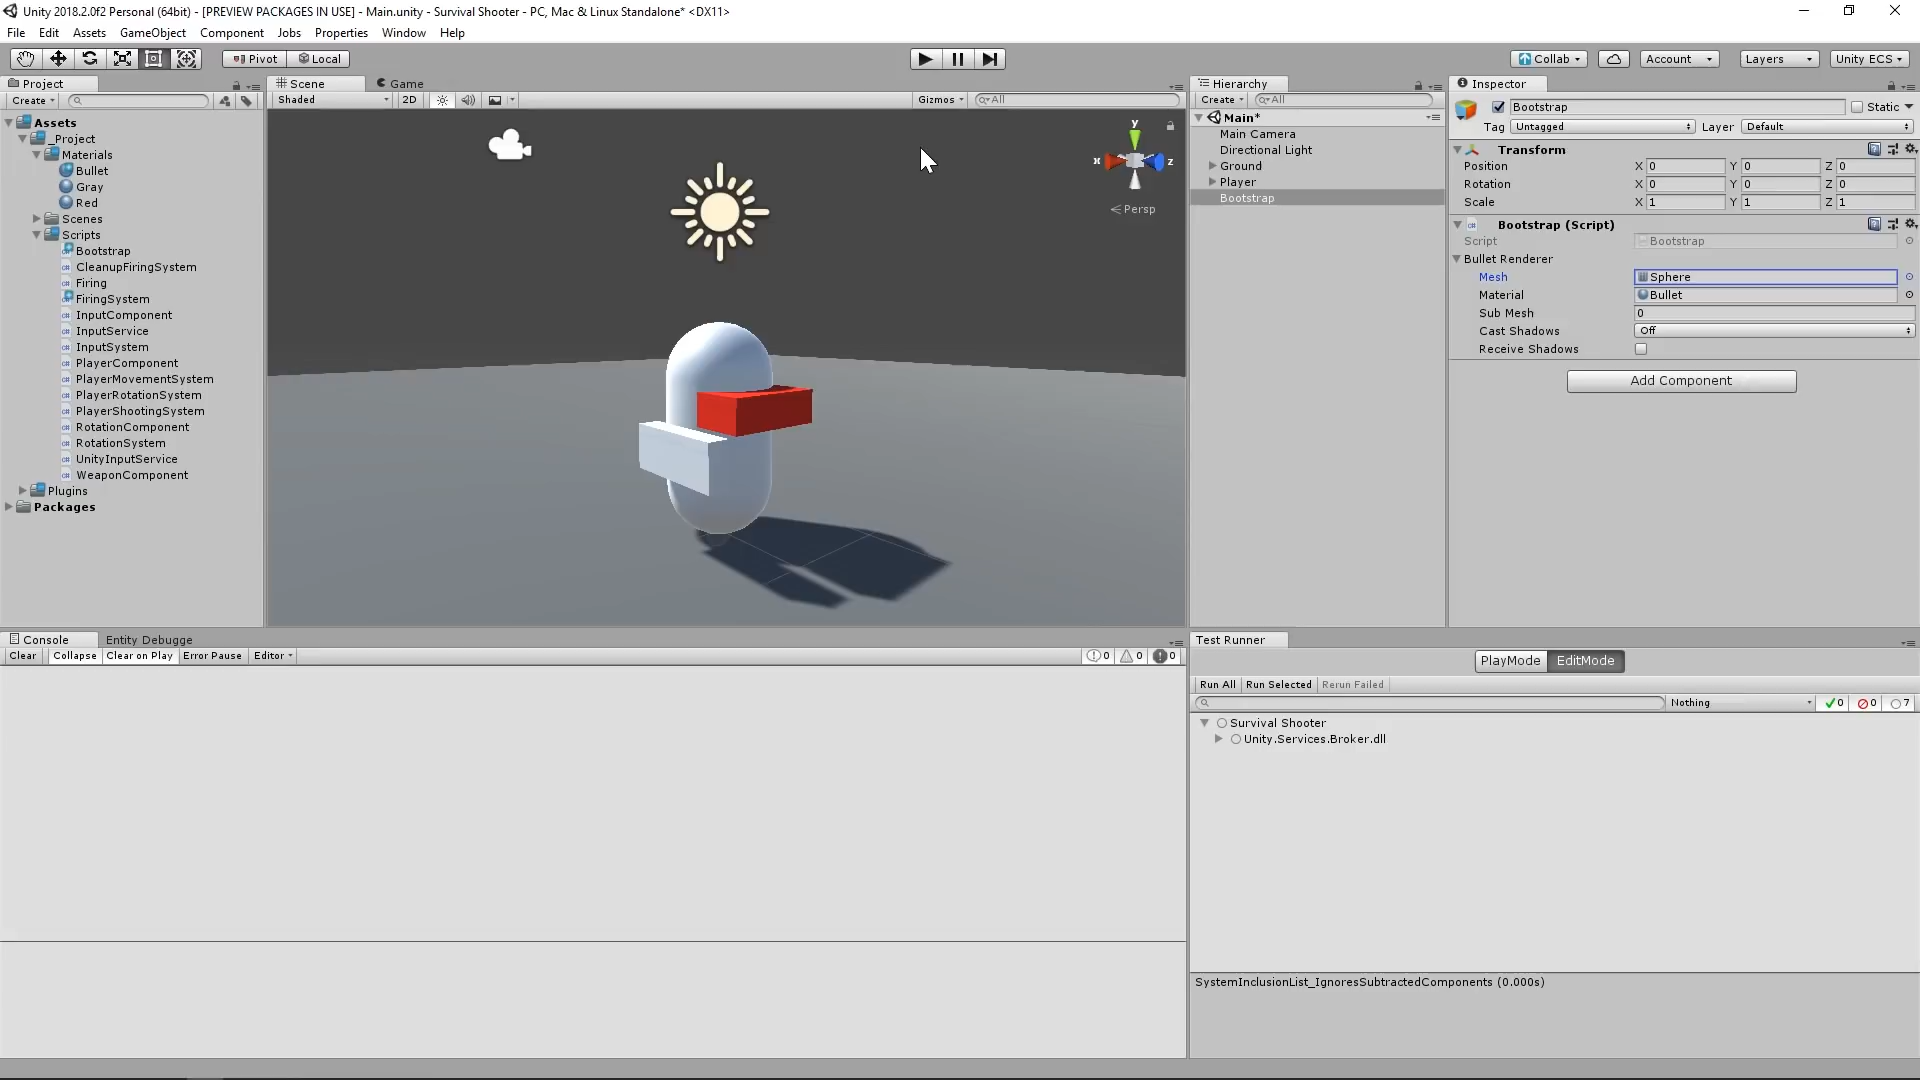 Unity 2018.2.0f2 Personal (64bit) - [PREVIEW PACKAGES IN USE] - Main.unity - Survival Shooter - PC, Mac & Linux Standalone* <DX11>
File Edit Assets GameObject Component Jobs Properties Window Help
Pivot Local Collab Account Layers Unity ECS
Project Scene Game Hierarchy Inspector
Create Shaded 2D Gizmos All Create All
Bootstrap Static
Tag Untagged Layer Default
Assets
_Project
Materials
Bullet
Gray
Red
Scenes
Scripts
Bootstrap
CleanupFiringSystem
Firing
FiringSystem
InputComponent
InputService
InputSystem
PlayerComponent
PlayerMovementSystem
PlayerRotationSystem
PlayerShootingSystem
RotationComponent
RotationSystem
UnityInputService
WeaponComponent
Plugins
Packages
y
x z
Persp
Main*
Main Camera
Directional Light
Ground
Player
Bootstrap
Transform
Position X 0 Y 0 Z 0
Rotation X 0 Y 0 Z 0
Scale X 1 Y 1 Z 1
Bootstrap (Script)
Script Bootstrap
Bullet Renderer
Mesh Sphere
Material Bullet
Sub Mesh 0
Cast Shadows Off
Receive Shadows
Add Component
Console Entity Debugge
Clear Collapse Clear on Play Error Pause Editor 0 0 0
Test Runner
PlayMode EditMode
Run All Run Selected Rerun Failed
Nothing 0 0 7
Survival Shooter
Unity.Services.Broker.dll
SystemInclusionList_IgnoresSubtractedComponents (0.000s)